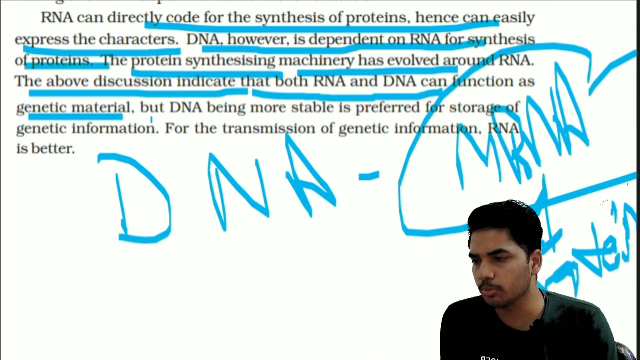 RNA can directly code for the synthesis of proteins, hence can easily
express the characters. DNA, however, is dependent on RNA for synthesis
of proteins. The protein synthesising machinery has evolved around RNA.
The above discussion indicate that both RNA and DNA can function as
genetic material, but DNA being more stable is preferred for storage of
genetic information. For the transmission of genetic information, RNA
is better.
DNA - mRNA